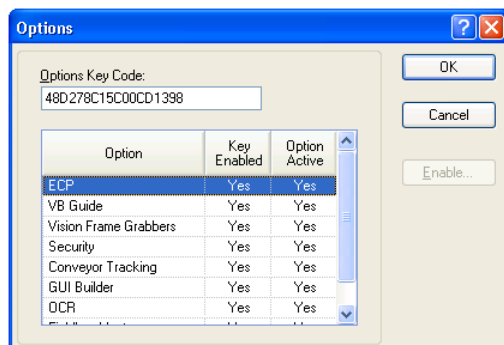 Options
Options Key Code:
48D278C15C00CD1398
OK
Cancel
Enable...
Option Key Enabled Option Active
ECP Yes Yes
VB Guide Yes Yes
Vision Frame Grabbers Yes Yes
Security Yes Yes
Conveyor Tracking Yes Yes
GUI Builder Yes Yes
OCR Yes Yes